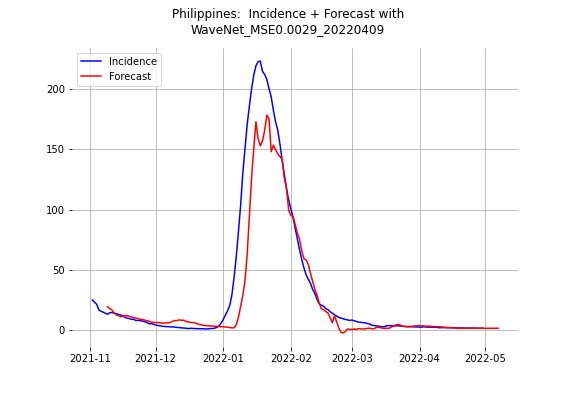 Philippines:  Incidence + Forecast with
WaveNet_MSE0.0029_20220409
Incidence
Forecast
200
150
100
50
0
2021-11 2021-12 2022-01 2022-02 2022-03 2022-04 2022-05